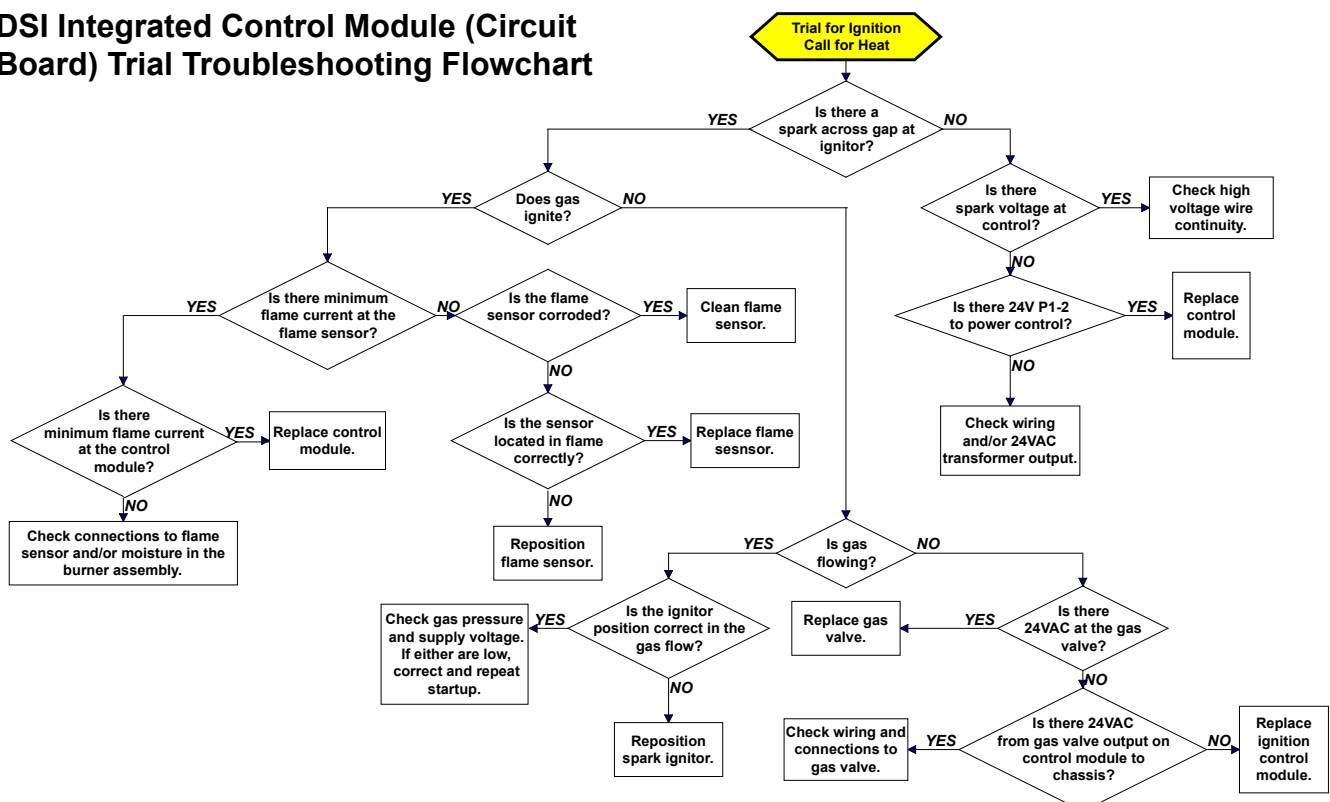 DSI Integrated Control Module (Circuit
Board) Trial Troubleshooting Flowchart
Trial for Ignition
Call for Heat
Is there a
spark across gap at
ignitor?
YES
NO
Does gas
ignite?
YES
NO
Is there
spark voltage at
control?
YES
NO
Check high
voltage wire
continuity.
Is there minimum
flame current at the
flame sensor?
YES
NO
Is the flame
sensor corroded?
YES
NO
Clean flame
sensor.
Is there 24V P1-2
to power control?
YES
NO
Replace
control
module.
Is there
minimum flame current
at the control
module?
YES
NO
Replace control
module.
Is the sensor
located in flame
correctly?
YES
NO
Replace flame
sesnsor.
Check wiring
and/or 24VAC
transformer output.
Check connections to flame
sensor and/or moisture in the
burner assembly.
Reposition
flame sensor.
Is gas
flowing?
YES
NO
Check gas pressure
and supply voltage.
If either are low,
correct and repeat
startup.
YES
Is the ignitor
position correct in the
gas flow?
NO
Replace gas
valve.
YES
Is there
24VAC at the gas
valve?
NO
Reposition
spark ignitor.
Check wiring and
connections to
gas valve.
YES
Is there 24VAC
from gas valve output on
control module to
chassis?
NO
Replace
ignition
control
module.